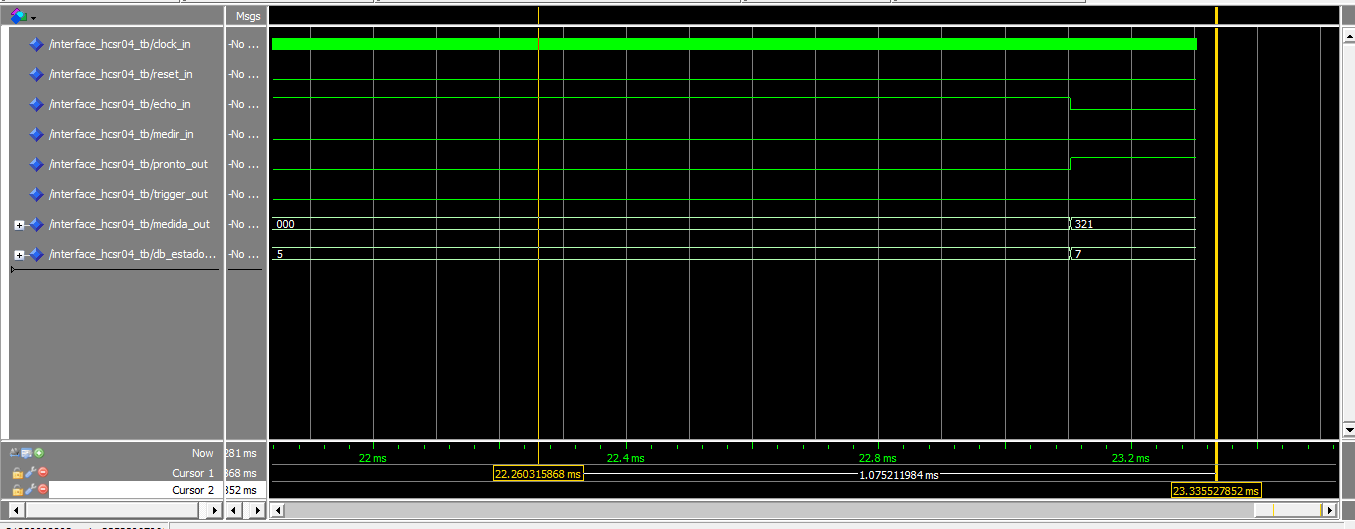 Msgs
/interface_hcsr04_tb/clock_in -No ...
/interface_hcsr04_tb/reset_in -No ...
/interface_hcsr04_tb/echo_in -No ...
/interface_hcsr04_tb/medir_in -No ...
/interface_hcsr04_tb/pronto_out -No ...
/interface_hcsr04_tb/trigger_out -No ...
/interface_hcsr04_tb/medida_out -No ... 000 321
/interface_hcsr04_tb/db_estado... -No ... 5 7
Now 281 ms 22 ms 22.4 ms 22.8 ms 23.2 ms
Cursor 1 368 ms 22.260315868 ms 1.075211984 ms
Cursor 2 352 ms 23.335527852 ms